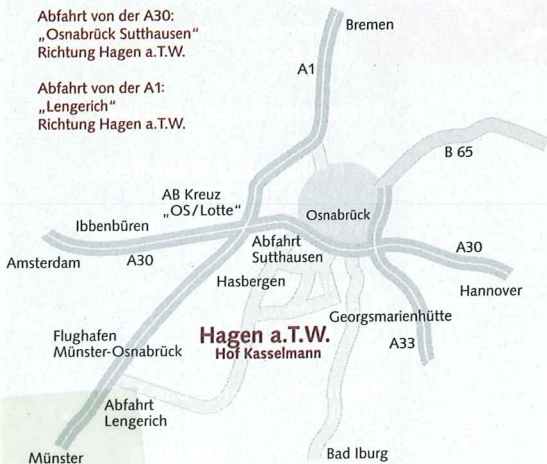 Abfahrt von der A30:
„Osnabrück Sutthausen“
Richtung Hagen a.T.W.
Abfahrt von der A1:
„Lengerich“
Richtung Hagen a.T.W.
Bremen
A1
B 65
AB Kreuz
„OS/Lotte“
Osnabrück
Ibbenbüren
Amsterdam
A30
Abfahrt
Sutthausen
A30
Hannover
Hasbergen
Georgsmarienhütte
A33
Hagen a.T.W.
Hof Kasselmann
Flughafen
Münster-Osnabrück
Abfahrt
Lengerich
Münster
Bad Iburg